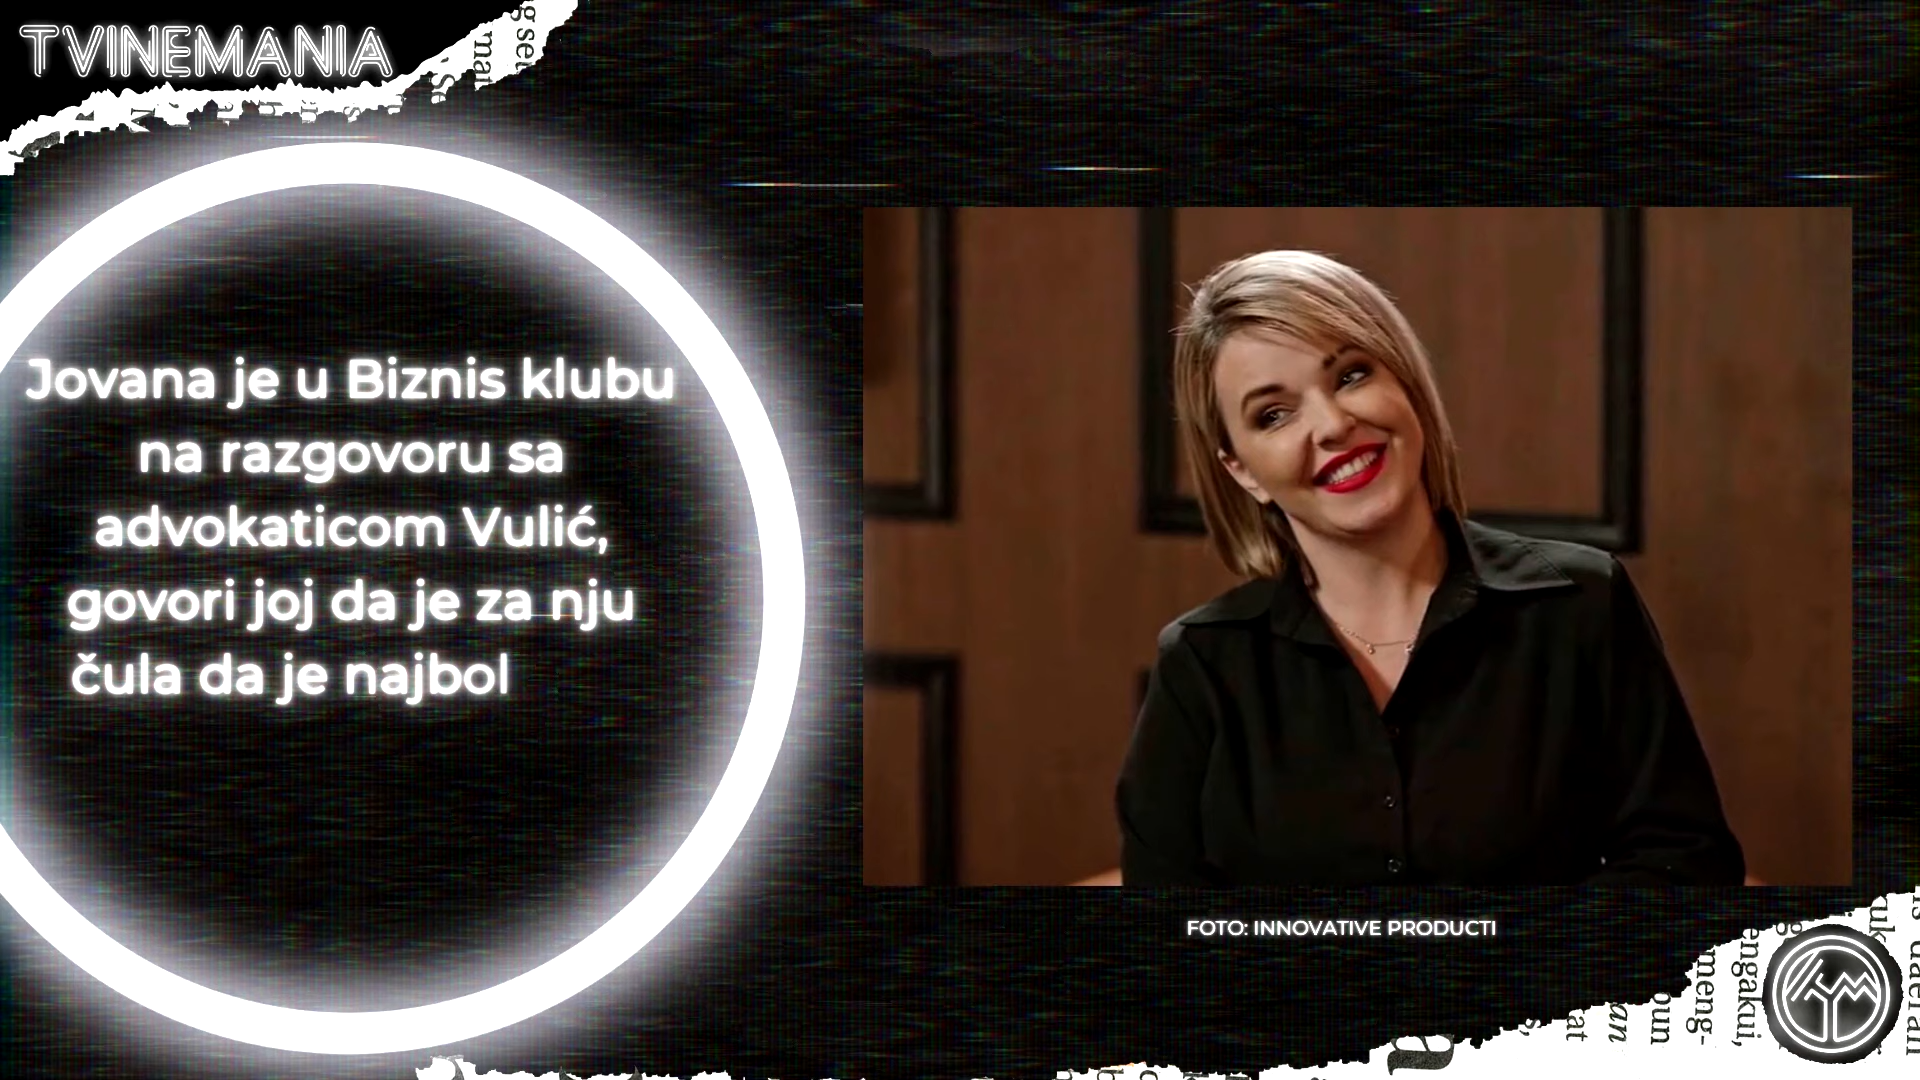 TVINEMANIA
Jovana je u Biznis klubu
na razgovoru sa
advokaticom Vulić,
govori joj da je za nju
čula da je najbol
FOTO: INNOVATIVE PRODUCTI